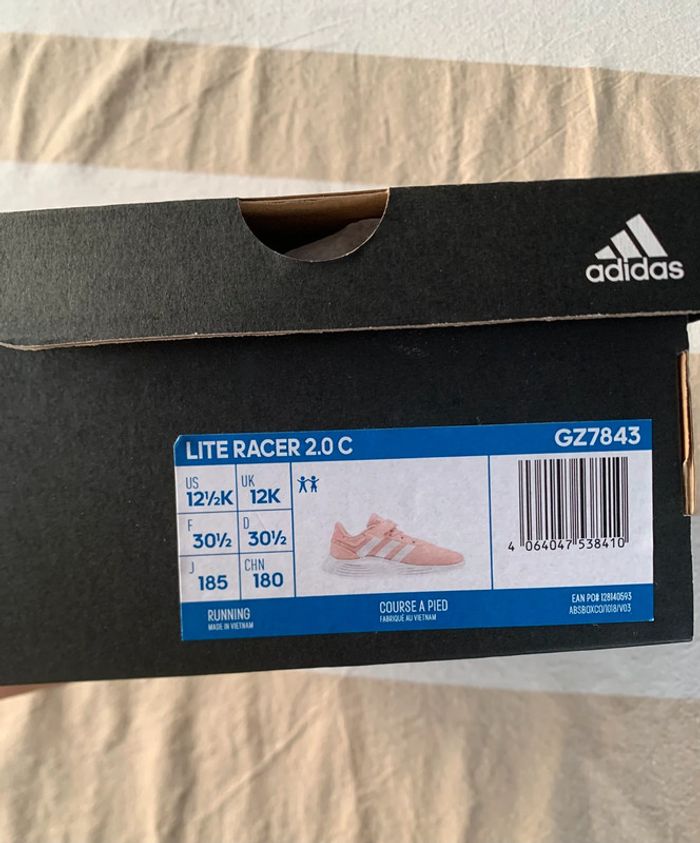 adidas
LITE RACER 2.0 C
GZ7843
US
12½K
UK
12K
F
30½
D
30½
J
185
CHN
180
4 064047 538410
RUNNING
MADE IN VIETNAM
COURSE A PIED
FABRIQUÉ AU VIETNAM
EAN PO# 128140593
ABSBOXCO/1018/V03